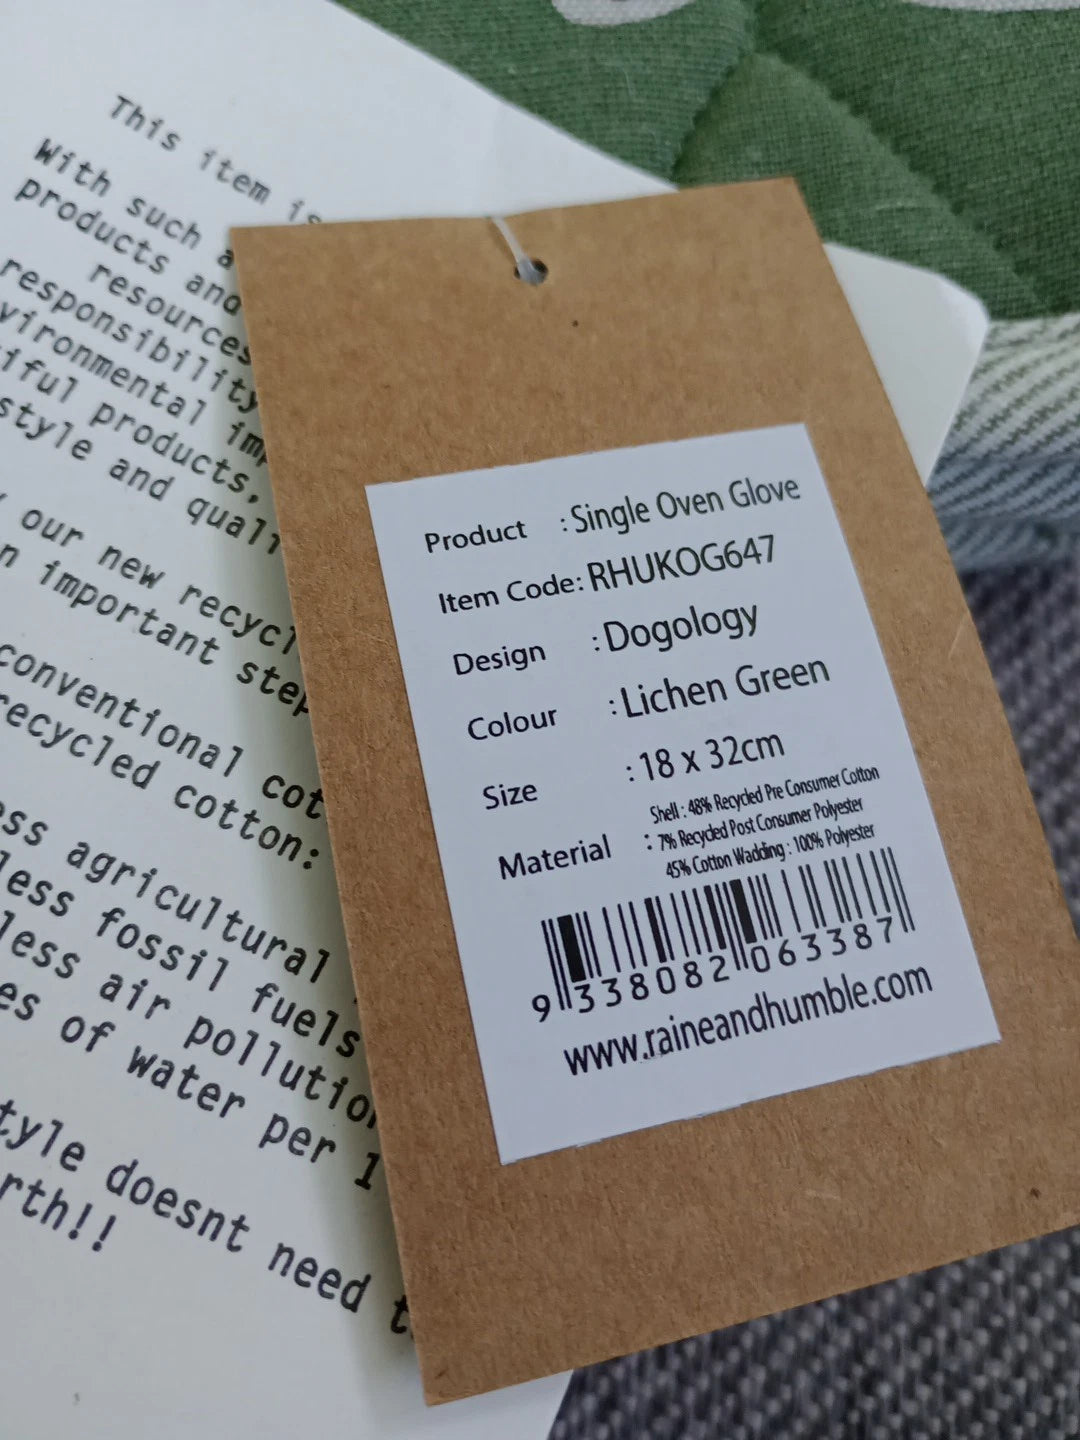 This item is
With such a
products and
resources
responsibility
vironmental imp
iful products,
style and quali
our new recycl
n important step
conventional cot
recycled cotton:
ess agricultural
less fossil fuels
less air pollution
es of water per 1
tyle doesnt need t
rth!!
Product : Single Oven Glove
Item Code: RHUKOG647
Design : Dogology
Colour : Lichen Green
Size : 18 x 32cm
Material : Shell : 48% Recycled Pre Consumer Cotton
7% Recycled Post Consumer Polyester
45% Cotton Wadding : 100% Polyester
9 338082 063387
www.raineandhumble.com